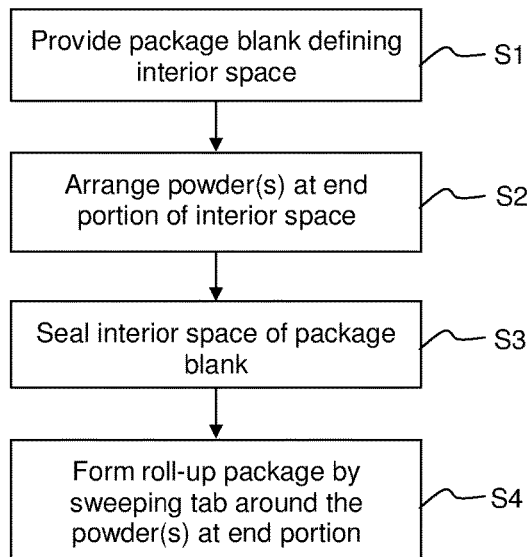 Provide package blank defining
interior space
S1
Arrange powder(s) at end
portion of interior space
S2
Seal interior space of package
blank
S3
Form roll-up package by
sweeping tab around the
powder(s) at end portion
S4